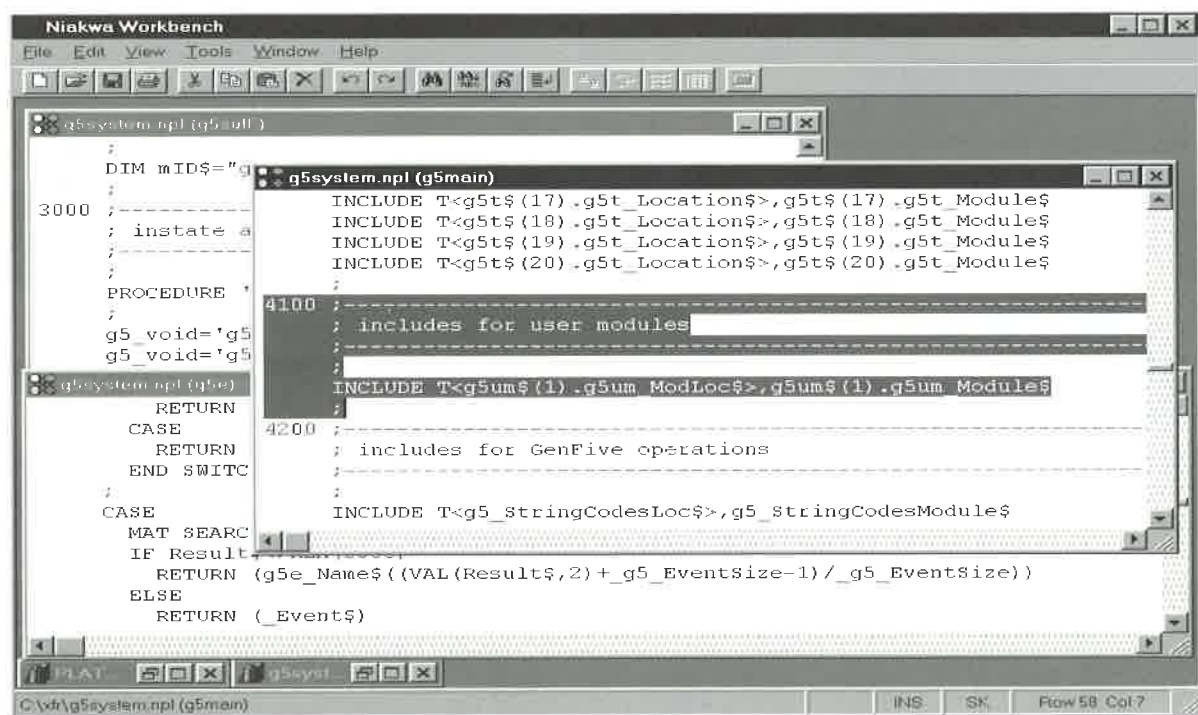 Niakwa Workbench
File Edit View Tools Window Help
g5system.npl (g5null )
;
DIM mID$="g
;
3000 ;-----------
; instate a
;-----------
;
PROCEDURE '
;
g5_void='g5
g5_void='g5
g5system.npl (g5main)
INCLUDE T<g5t$(17).g5t_Location$>,g5t$(17).g5t_Module$
INCLUDE T<g5t$(18).g5t_Location$>,g5t$(18).g5t_Module$
INCLUDE T<g5t$(19).g5t_Location$>,g5t$(19).g5t_Module$
INCLUDE T<g5t$(20).g5t_Location$>,g5t$(20).g5t_Module$
;
4100 ;------------------------------------------------------------
; includes for user modules
;------------------------------------------------------------
;
INCLUDE T<g5um$(1).g5um_ModLoc$>,g5um$(1).g5um_Module$
;
4200 ;------------------------------------------------------------
; includes for GenFive operations
;------------------------------------------------------------
;
INCLUDE T<g5_StringCodesLoc$>,g5_StringCodesModule$
g5system.npl (g5e)
RETURN
CASE
RETURN
END SWITC
;
CASE
MAT SEARC
IF Result$
RETURN (g5e_Name$((VAL(Result$,2)+_g5_EventSize-1)/_g5_EventSize))
ELSE
RETURN (_Event$)
PLAT...
g5syst...
C:\xfr\g5system.npl (g5main)
INS SK Row 58 Col 7